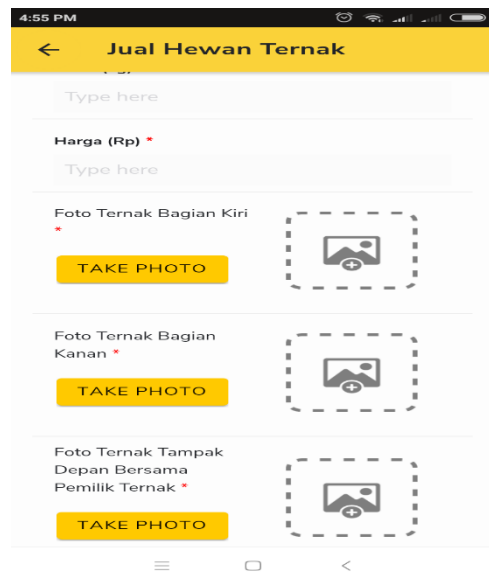 4:55 PM
Jual Hewan Ternak
Type here
Harga (Rp) *
Type here
Foto Ternak Bagian Kiri
*
TAKE PHOTO
Foto Ternak Bagian
Kanan *
TAKE PHOTO
Foto Ternak Tampak
Depan Bersama
Pemilik Ternak *
TAKE PHOTO